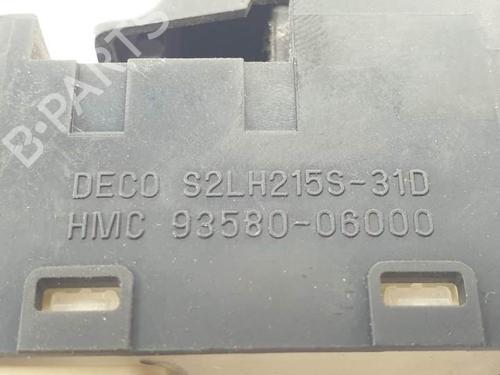 B-PARTS
DECO S2LH215S-31D
HMC 93580-06000